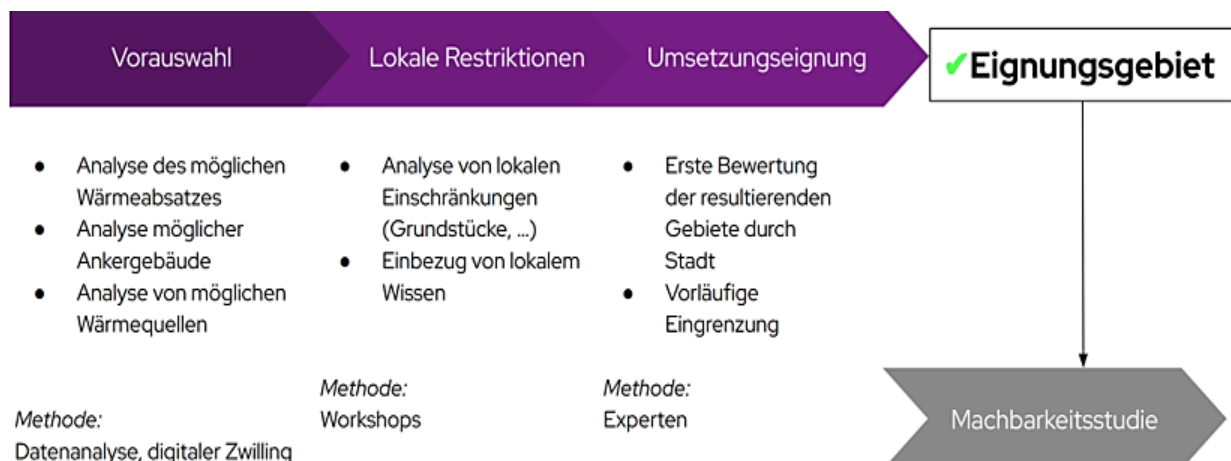 Vorauswahl
Lokale Restriktionen
Umsetzungseignung
✔Eignungsgebiet
● Analyse des möglichen
Wärmeabsatzes
● Analyse möglicher
Ankergebäude
● Analyse von möglichen
Wärmequellen
Methode:
Datenanalyse, digitaler Zwilling
● Analyse von lokalen
Einschränkungen
(Grundstücke, ...)
● Einbezug von lokalem
Wissen
Methode:
Workshops
● Erste Bewertung
der resultierenden
Gebiete durch
Stadt
● Vorläufige
Eingrenzung
Methode:
Experten
Machbarkeitsstudie